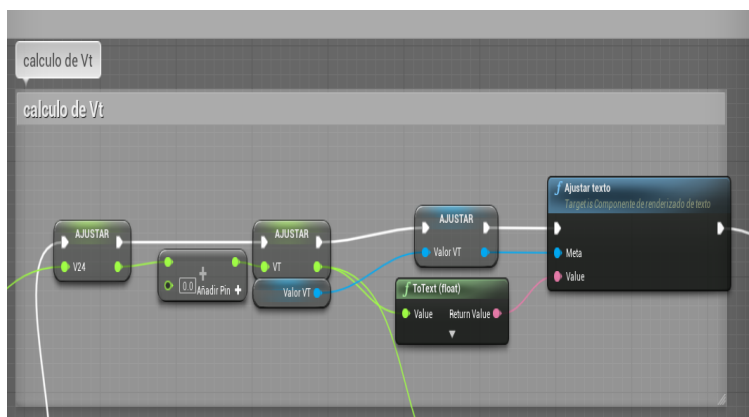 calculo de Vt
calculo de Vt
AJUSTAR
V24
0.0 Añadir Pin +
AJUSTAR
VT
Valor VT
AJUSTAR
Valor VT
f ToText (float)
Value Return Value
f Ajustar texto
Target is Componente de renderizado de texto
Meta
Value